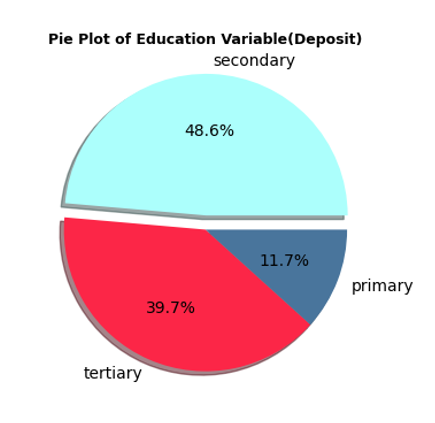 Pie Plot of Education Variable(Deposit)
secondary
48.6%
11.7%
primary
39.7%
tertiary